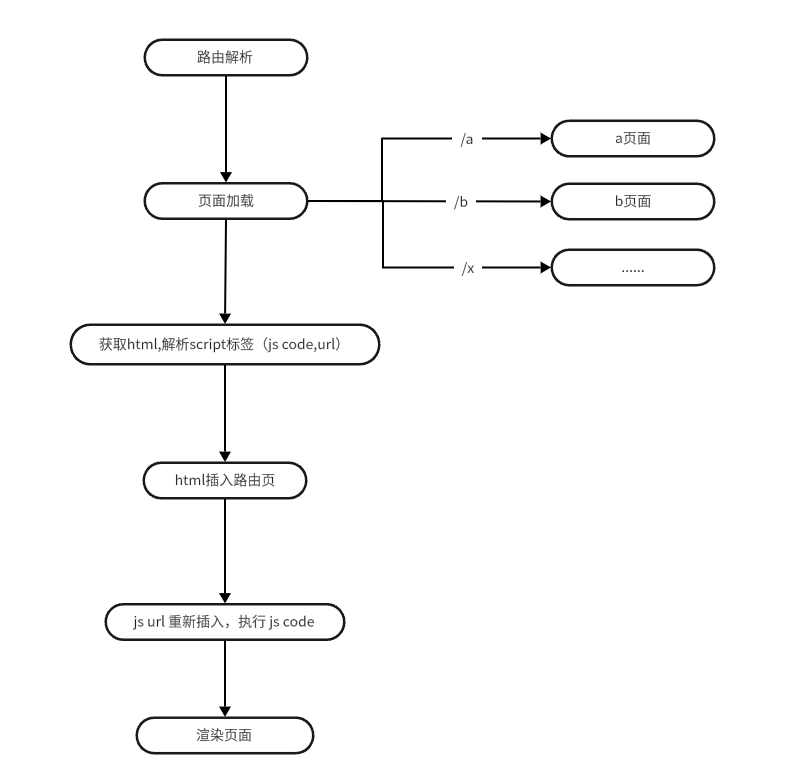 路由解析
/a
a页面
页面加载
/b
b页面
/x
......
获取html,解析script标签（js code,url）
html插入路由页
js url 重新插入，执行 js code
渲染页面